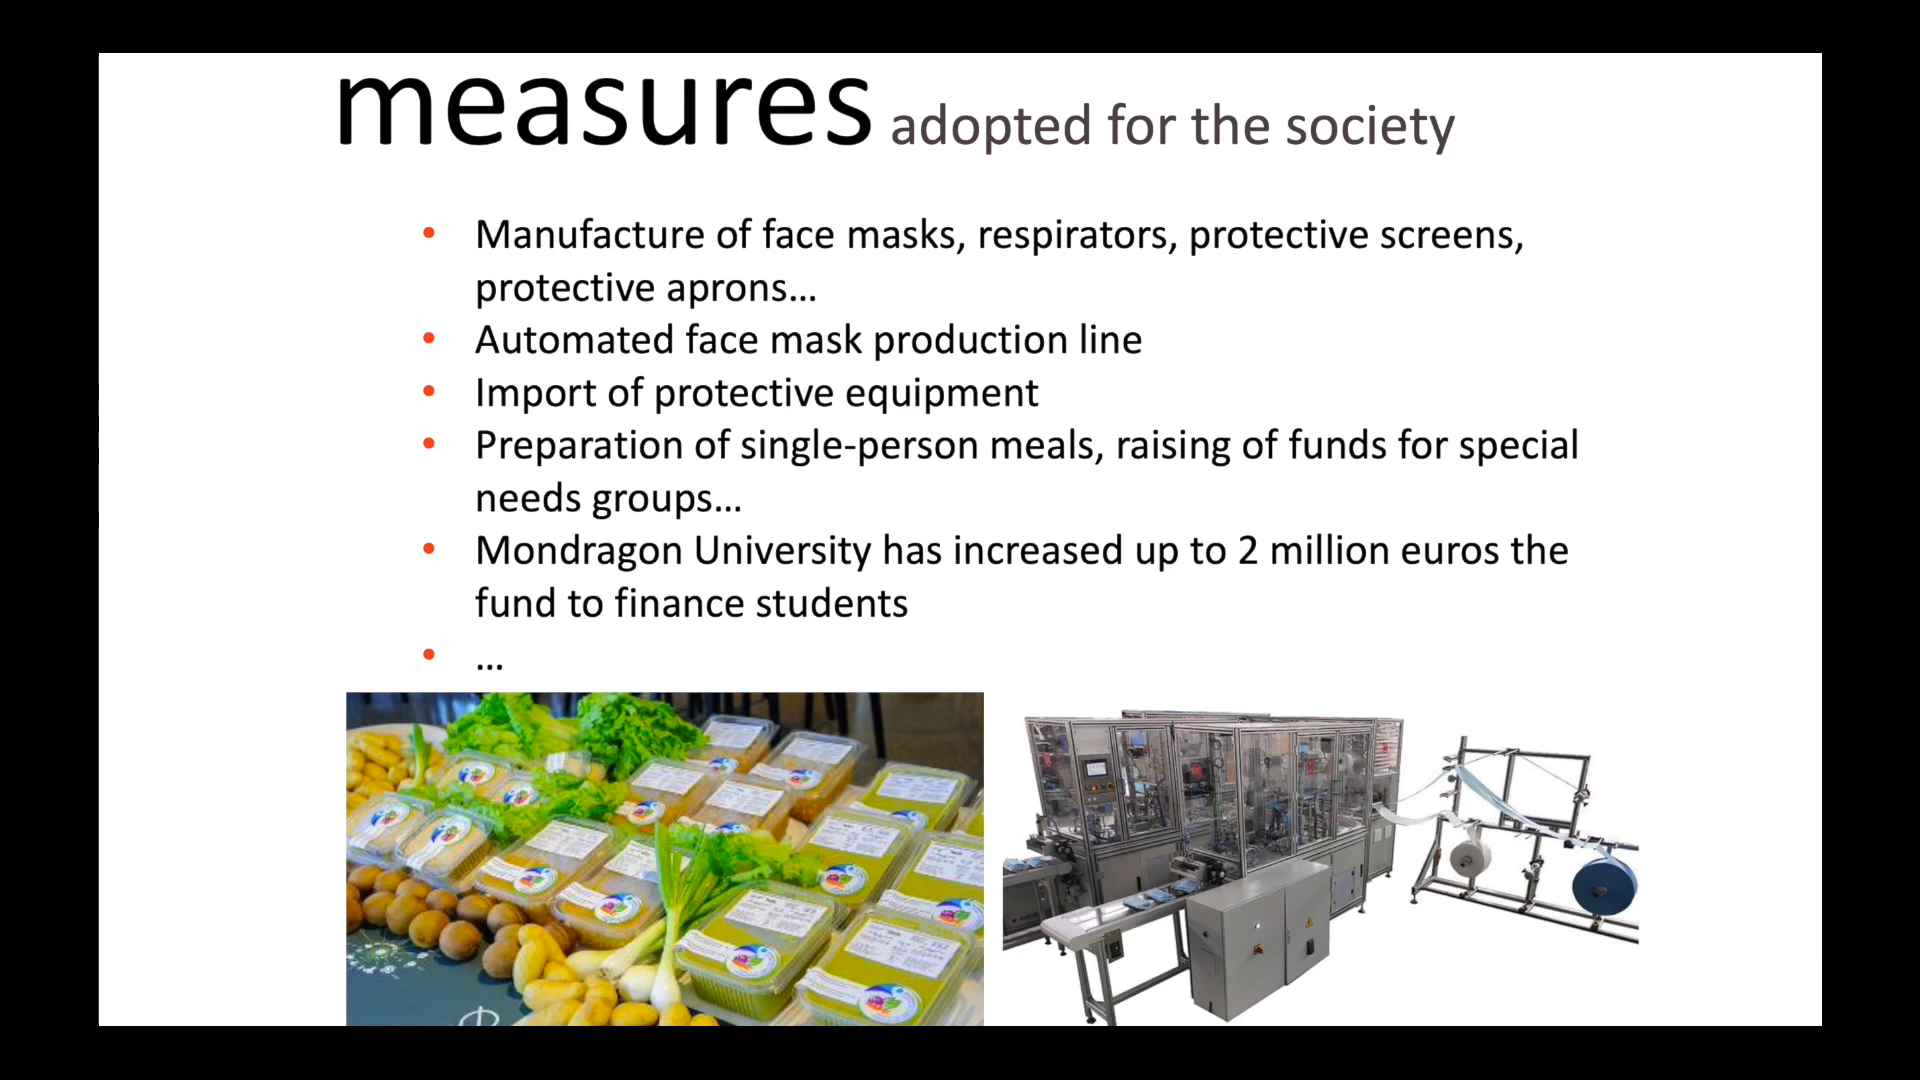 measures adopted for the society
• Manufacture of face masks, respirators, protective screens,
protective aprons...
• Automated face mask production line
• Import of protective equipment
• Preparation of single-person meals, raising of funds for special
needs groups...
• Mondragon University has increased up to 2 million euros the
fund to finance students
• ...